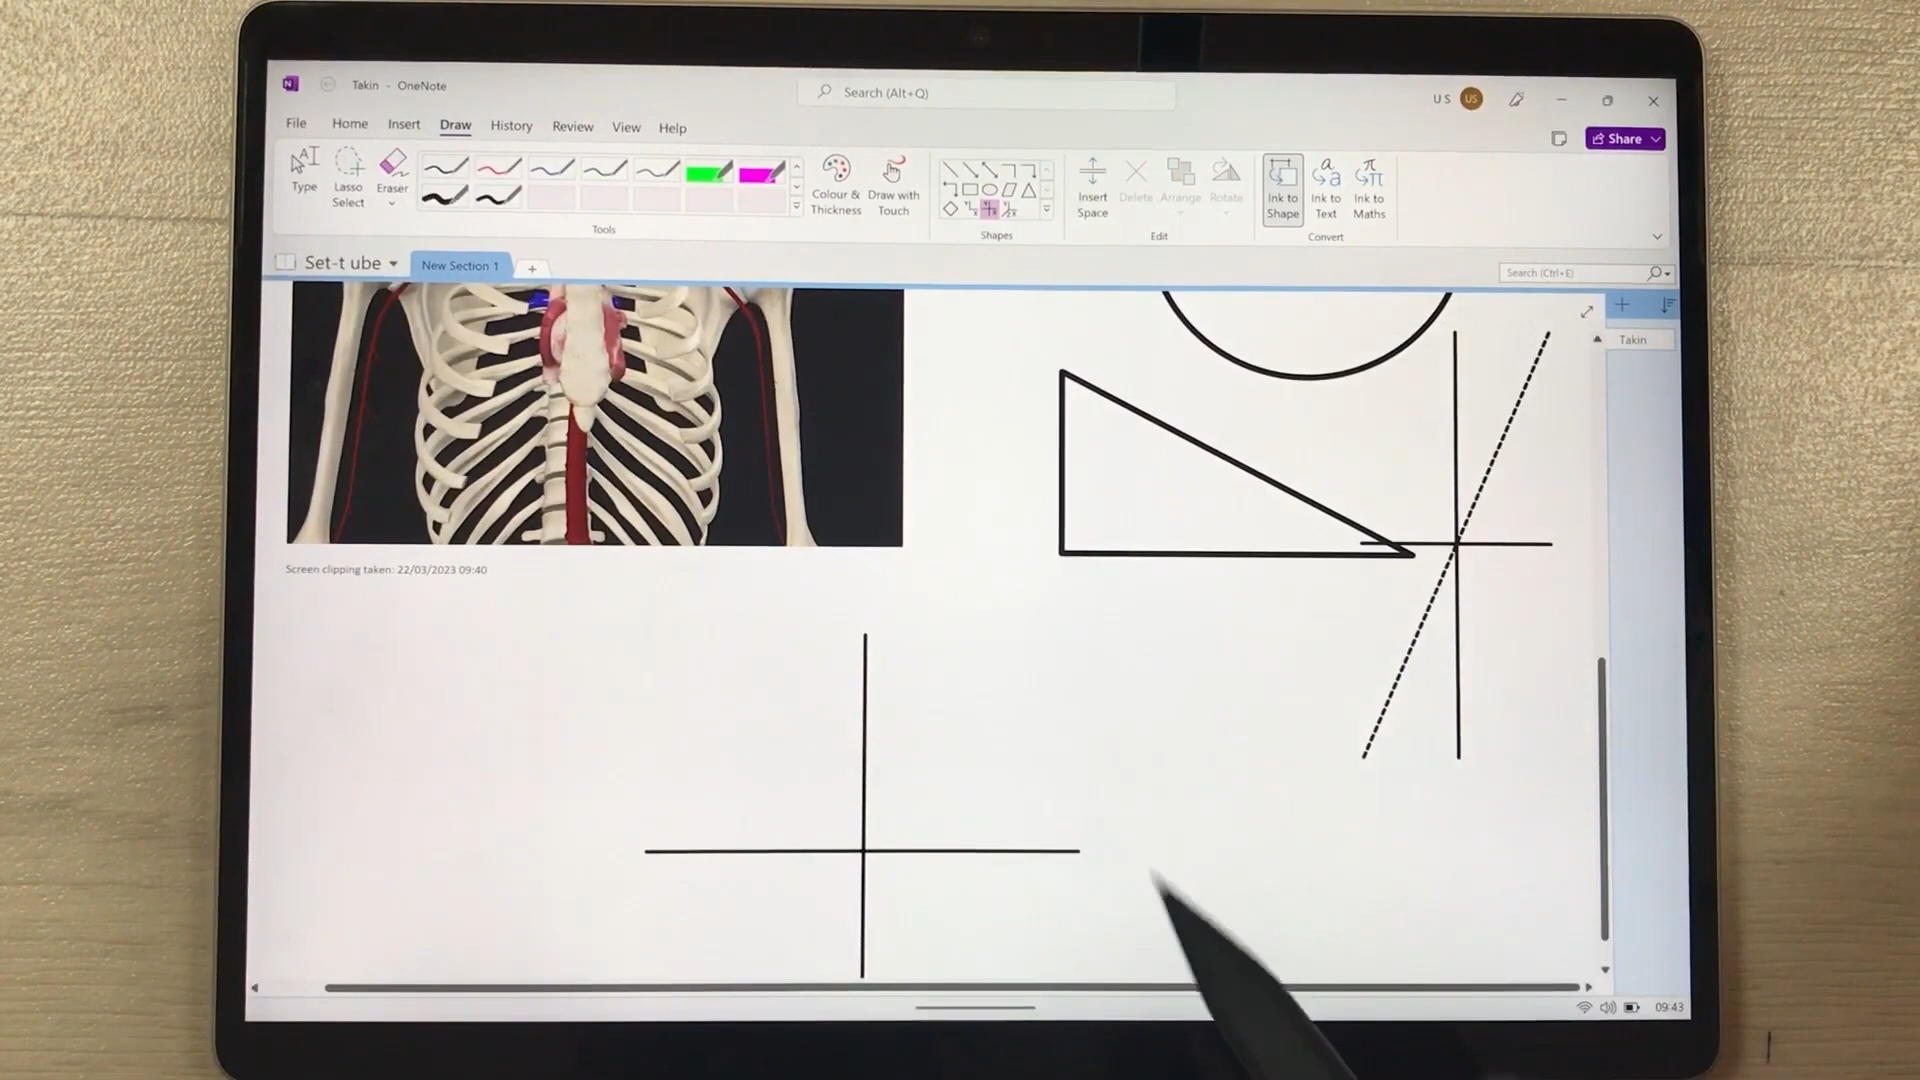 Takin - OneNote
Search (Alt+Q)
U S
US
File Home Insert Draw History Review View Help
Share
Type
Lasso Select
Eraser
Colour & Thickness
Draw with Touch
Insert Space
Delete
Arrange
Rotate
Ink to Shape
Ink to Text
Ink to Maths
Tools
Shapes
Edit
Convert
Set-t ube
New Section 1
Search (Ctrl+E)
Takin
Screen clipping taken: 22/03/2023 09:40
09:43